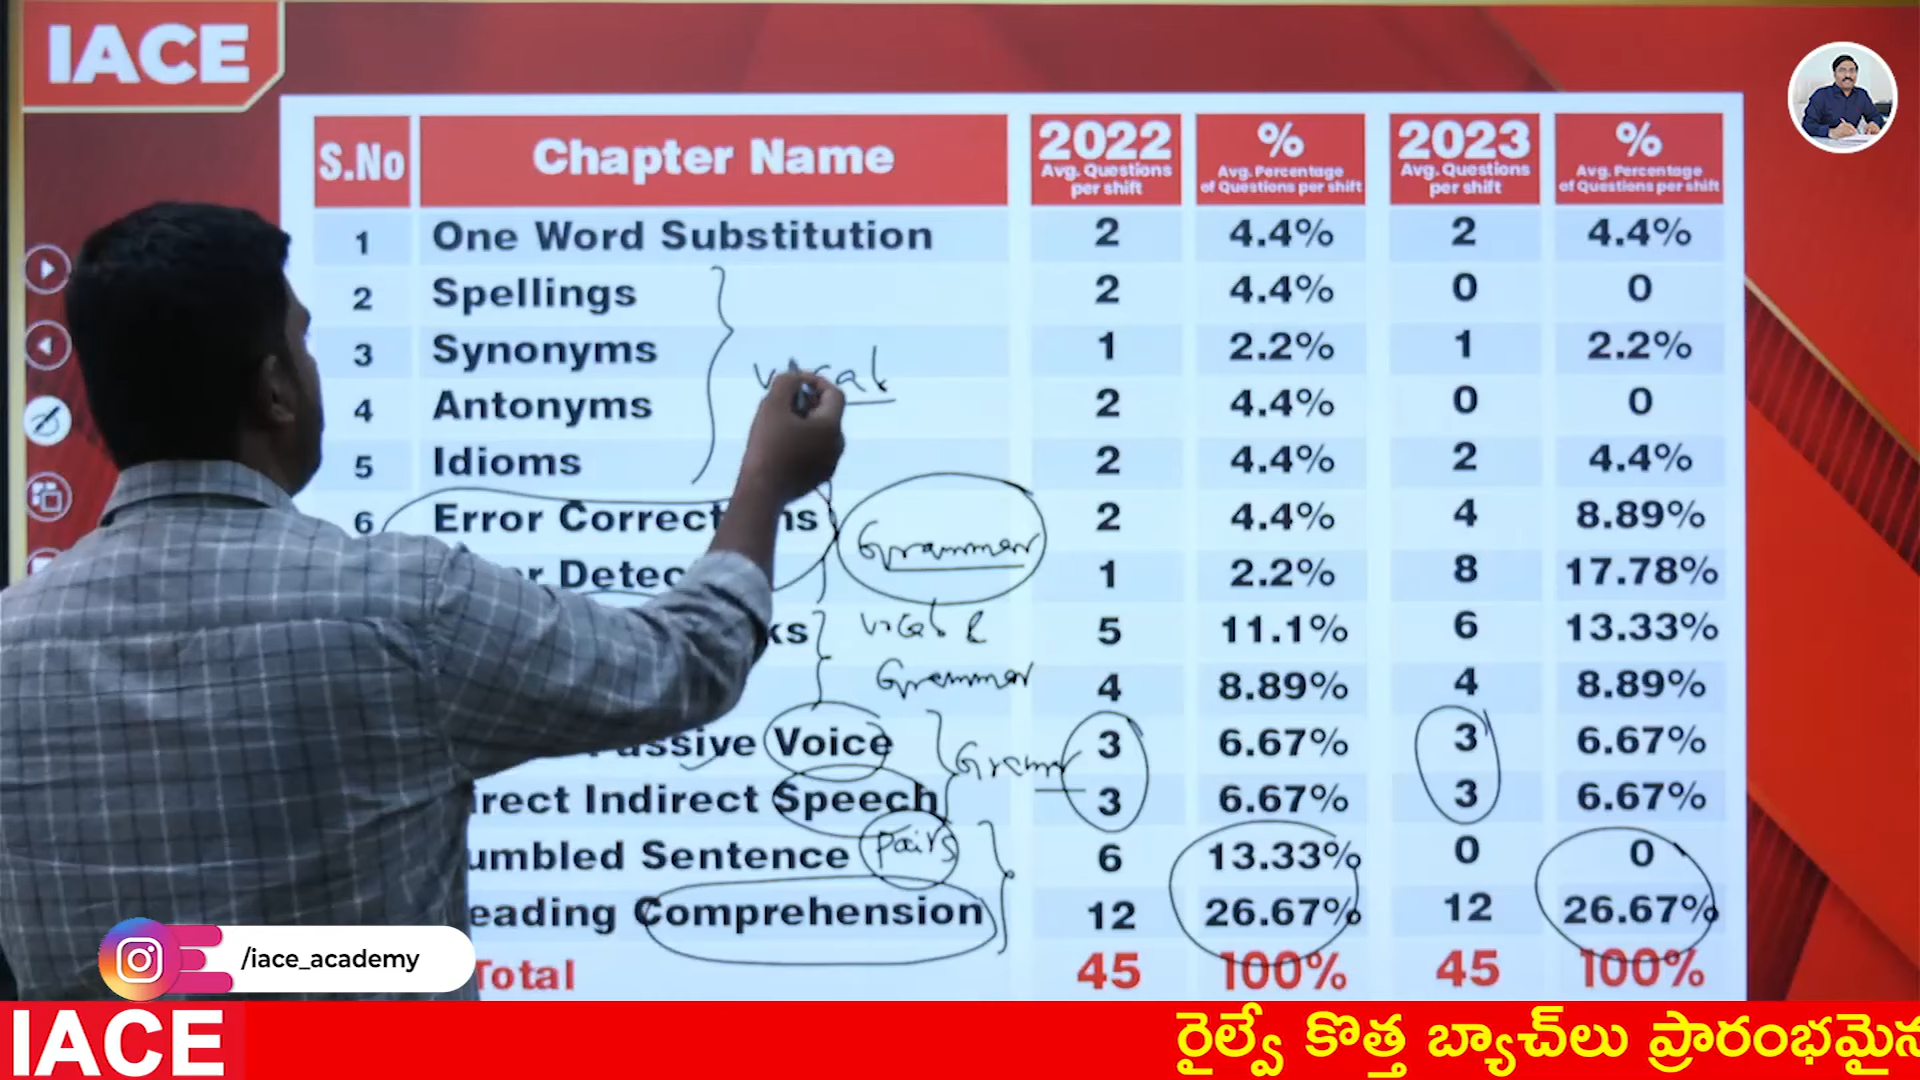 IACE
S.No Chapter Name 2022 Avg. Questions per shift % Avg. Percentage of Questions per shift 2023 Avg. Questions per shift % Avg. Percentage of Questions per shift
1 One Word Substitution 2 4.4% 2 4.4%
2 Spellings 2 4.4% 0 0
3 Synonyms 1 2.2% 1 2.2%
vocab
4 Antonyms 2 4.4% 0 0
5 Idioms 2 4.4% 2 4.4%
6 Error Corrections 2 4.4% 4 8.89%
Grammer
Detec 1 2.2% 8 17.78%
ks vocab & 5 11.1% 6 13.33%
Grammer 4 8.89% 4 8.89%
Passive Voice 3 6.67% 3 6.67%
Gramm
irect Indirect Speech 3 6.67% 3 6.67%
umbled Sentence pairs 6 13.33% 0 0
eading Comprehension 12 26.67% 12 26.67%
/iace_academy
Total 45 100% 45 100%
IACE రైల్వే కొత్త బ్యాచ్‌లు ప్రారంభమైన